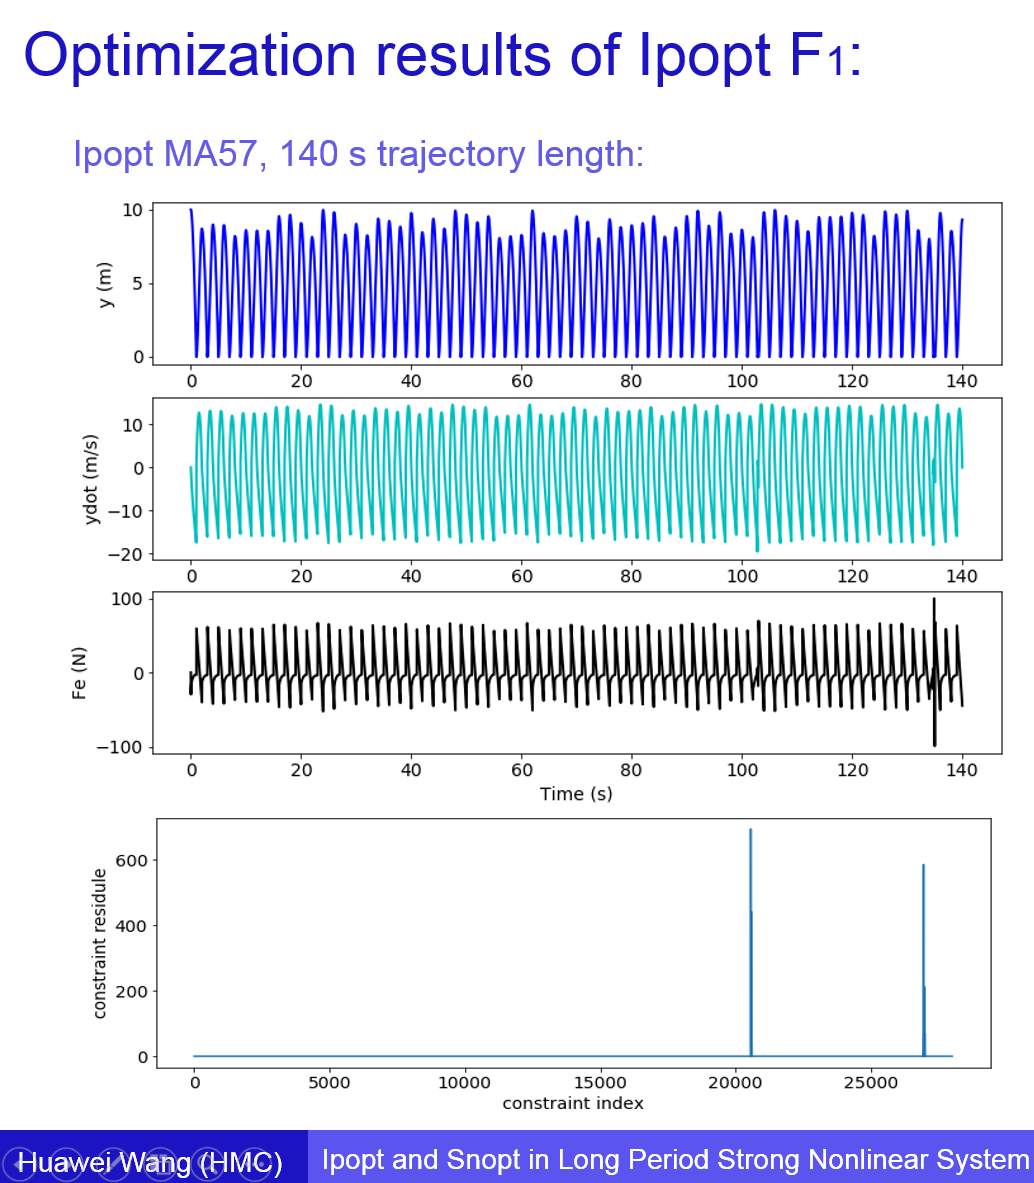 Optimization results of Ipopt F1:
Ipopt MA57, 140 s trajectory length:
10
5
0
y (m)
0 20 40 60 80 100 120 140
10
0
−10
−20
ydot (m/s)
0 20 40 60 80 100 120 140
100
0
−100
Fe (N)
0 20 40 60 80 100 120 140
Time (s)
600
400
200
0
constraint residule
0 5000 10000 15000 20000 25000
constraint index
Huawei Wang (HMC)
Ipopt and Snopt in Long Period Strong Nonlinear System